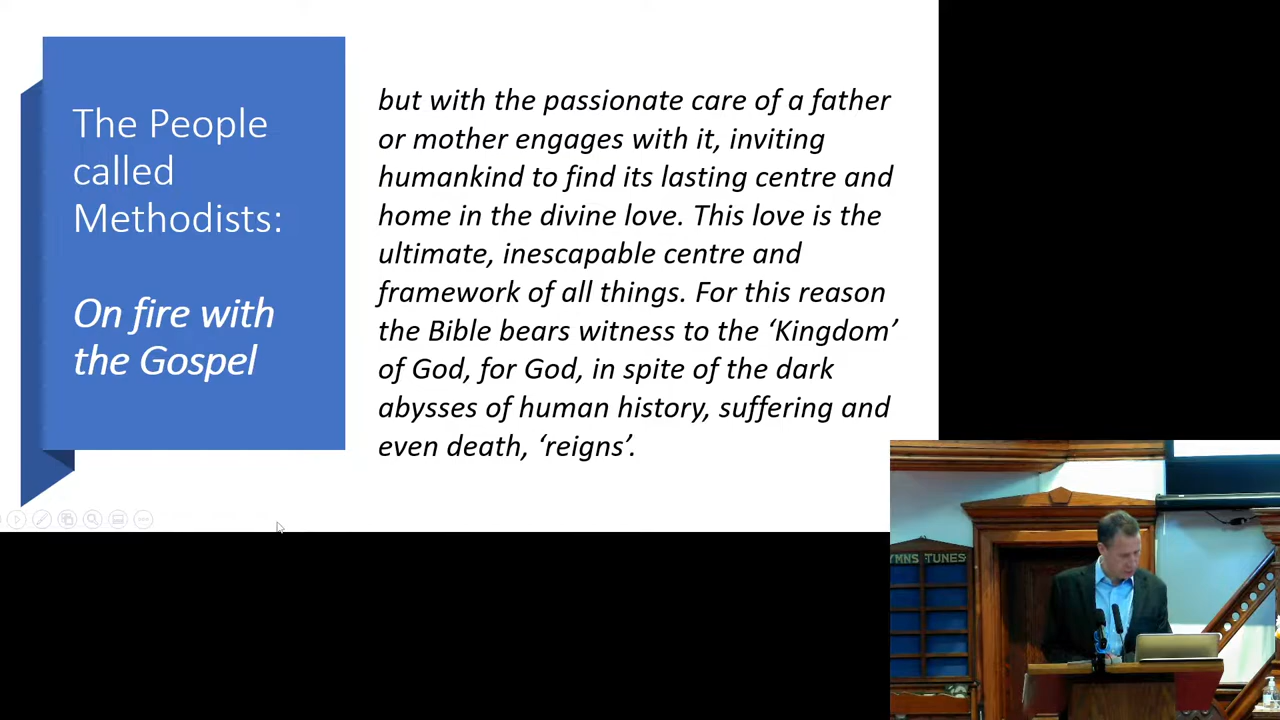 The People
called
Methodists:
On fire with
the Gospel
but with the passionate care of a father
or mother engages with it, inviting
humankind to find its lasting centre and
home in the divine love. This love is the
ultimate, inescapable centre and
framework of all things. For this reason
the Bible bears witness to the ‘Kingdom’
of God, for God, in spite of the dark
abysses of human history, suffering and
even death, ‘reigns’.
YMNS TUNES